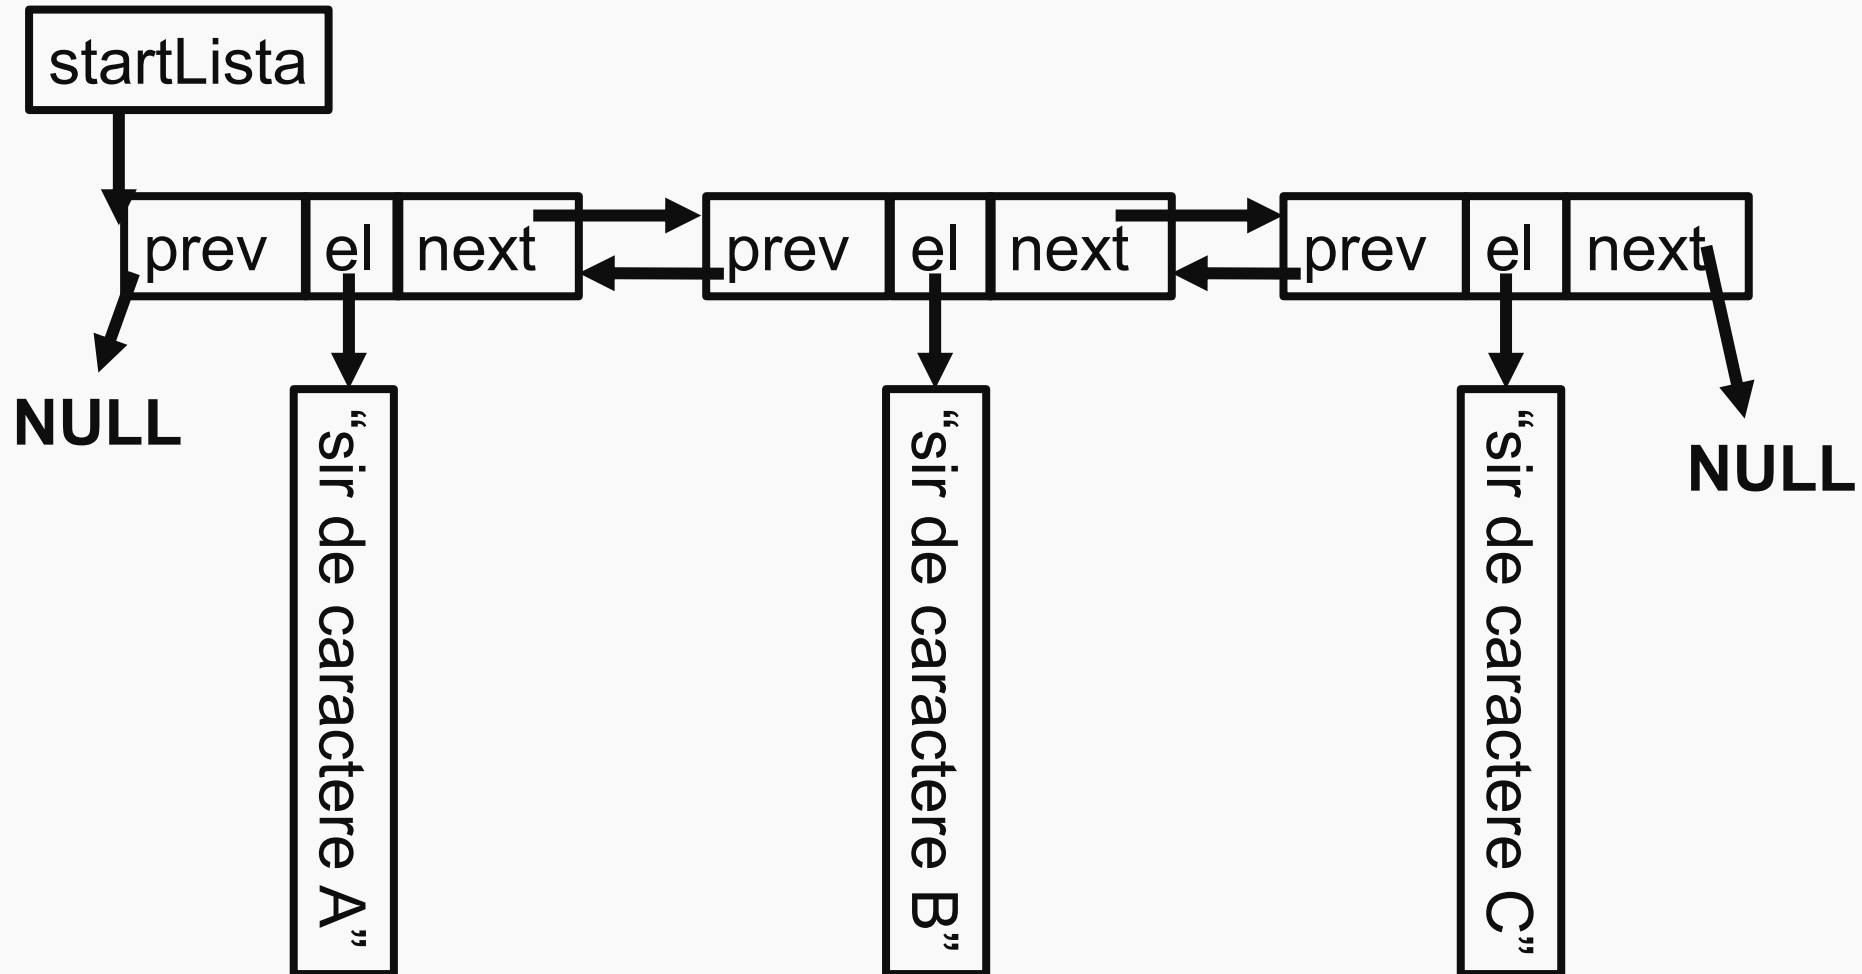 startLista
prev el next
prev el next
prev el next
NULL
NULL
“sir de caractere A”
“sir de caractere B”
“sir de caractere C”